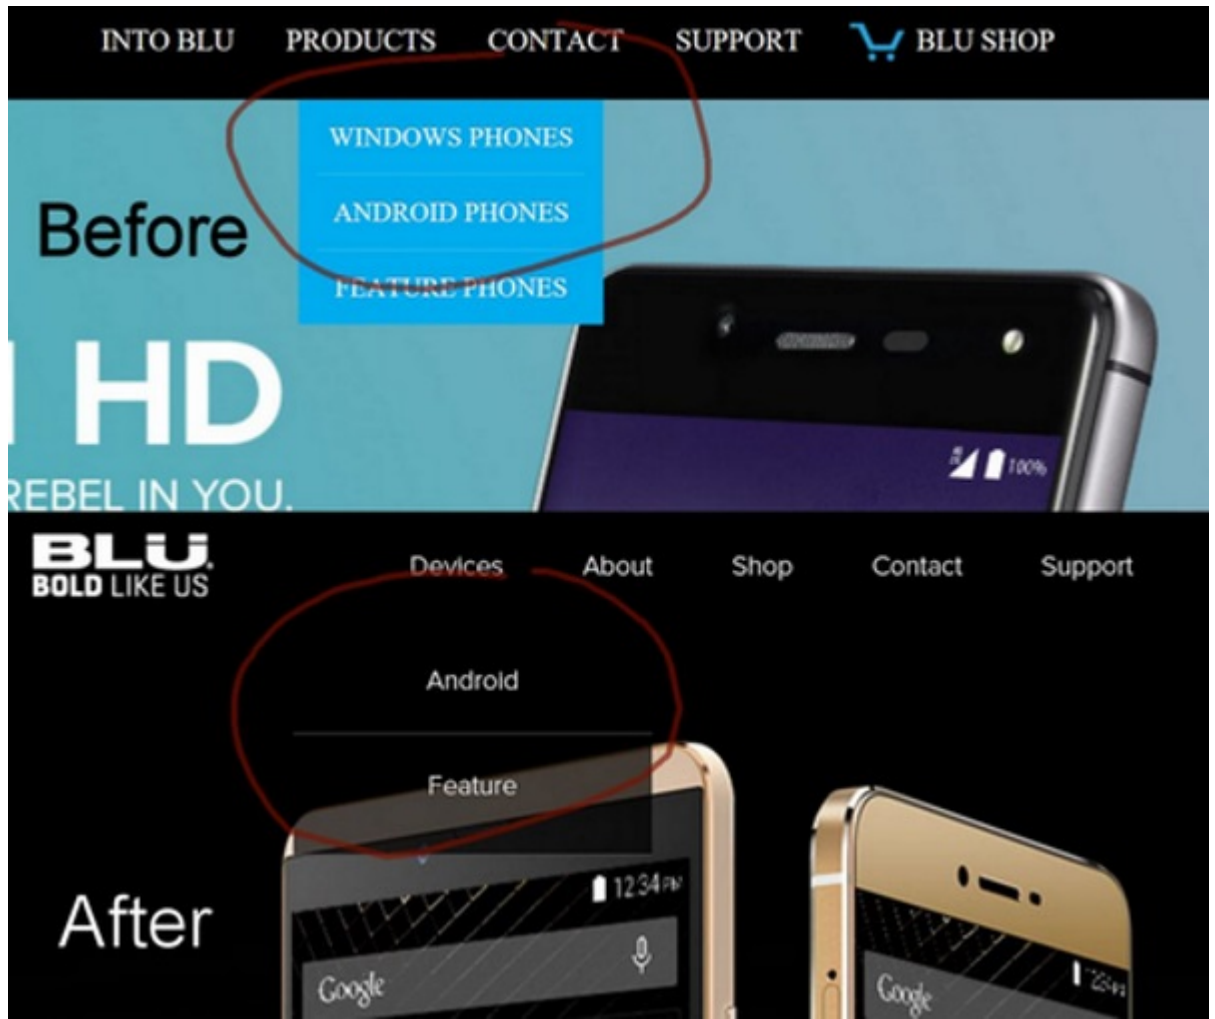 INTO BLU PRODUCTS CONTACT SUPPORT BLU SHOP
WINDOWS PHONES
ANDROID PHONES
Before
FEATURE PHONES
HD
REBEL IN YOU.
100%
BLU.
BOLD LIKE US
Devices About Shop Contact Support
Android
Feature
12:34 PM
After
Google
Google